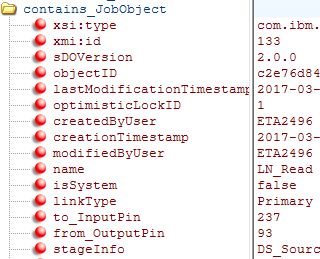 contains_JobObject
xsi:type com.ibm.
xmi:id 133
sDOVersion 2.0.0
objectID c2e76d84
lastModificationTimestamp 2017-03-
optimisticLockID 1
createdByUser ETA2496
creationTimestamp 2017-03-
modifiedByUser ETA2496
name LN_Read
isSystem false
linkType Primary
to_InputPin 237
from_OutputPin 93
stageInfo DS_Sourc